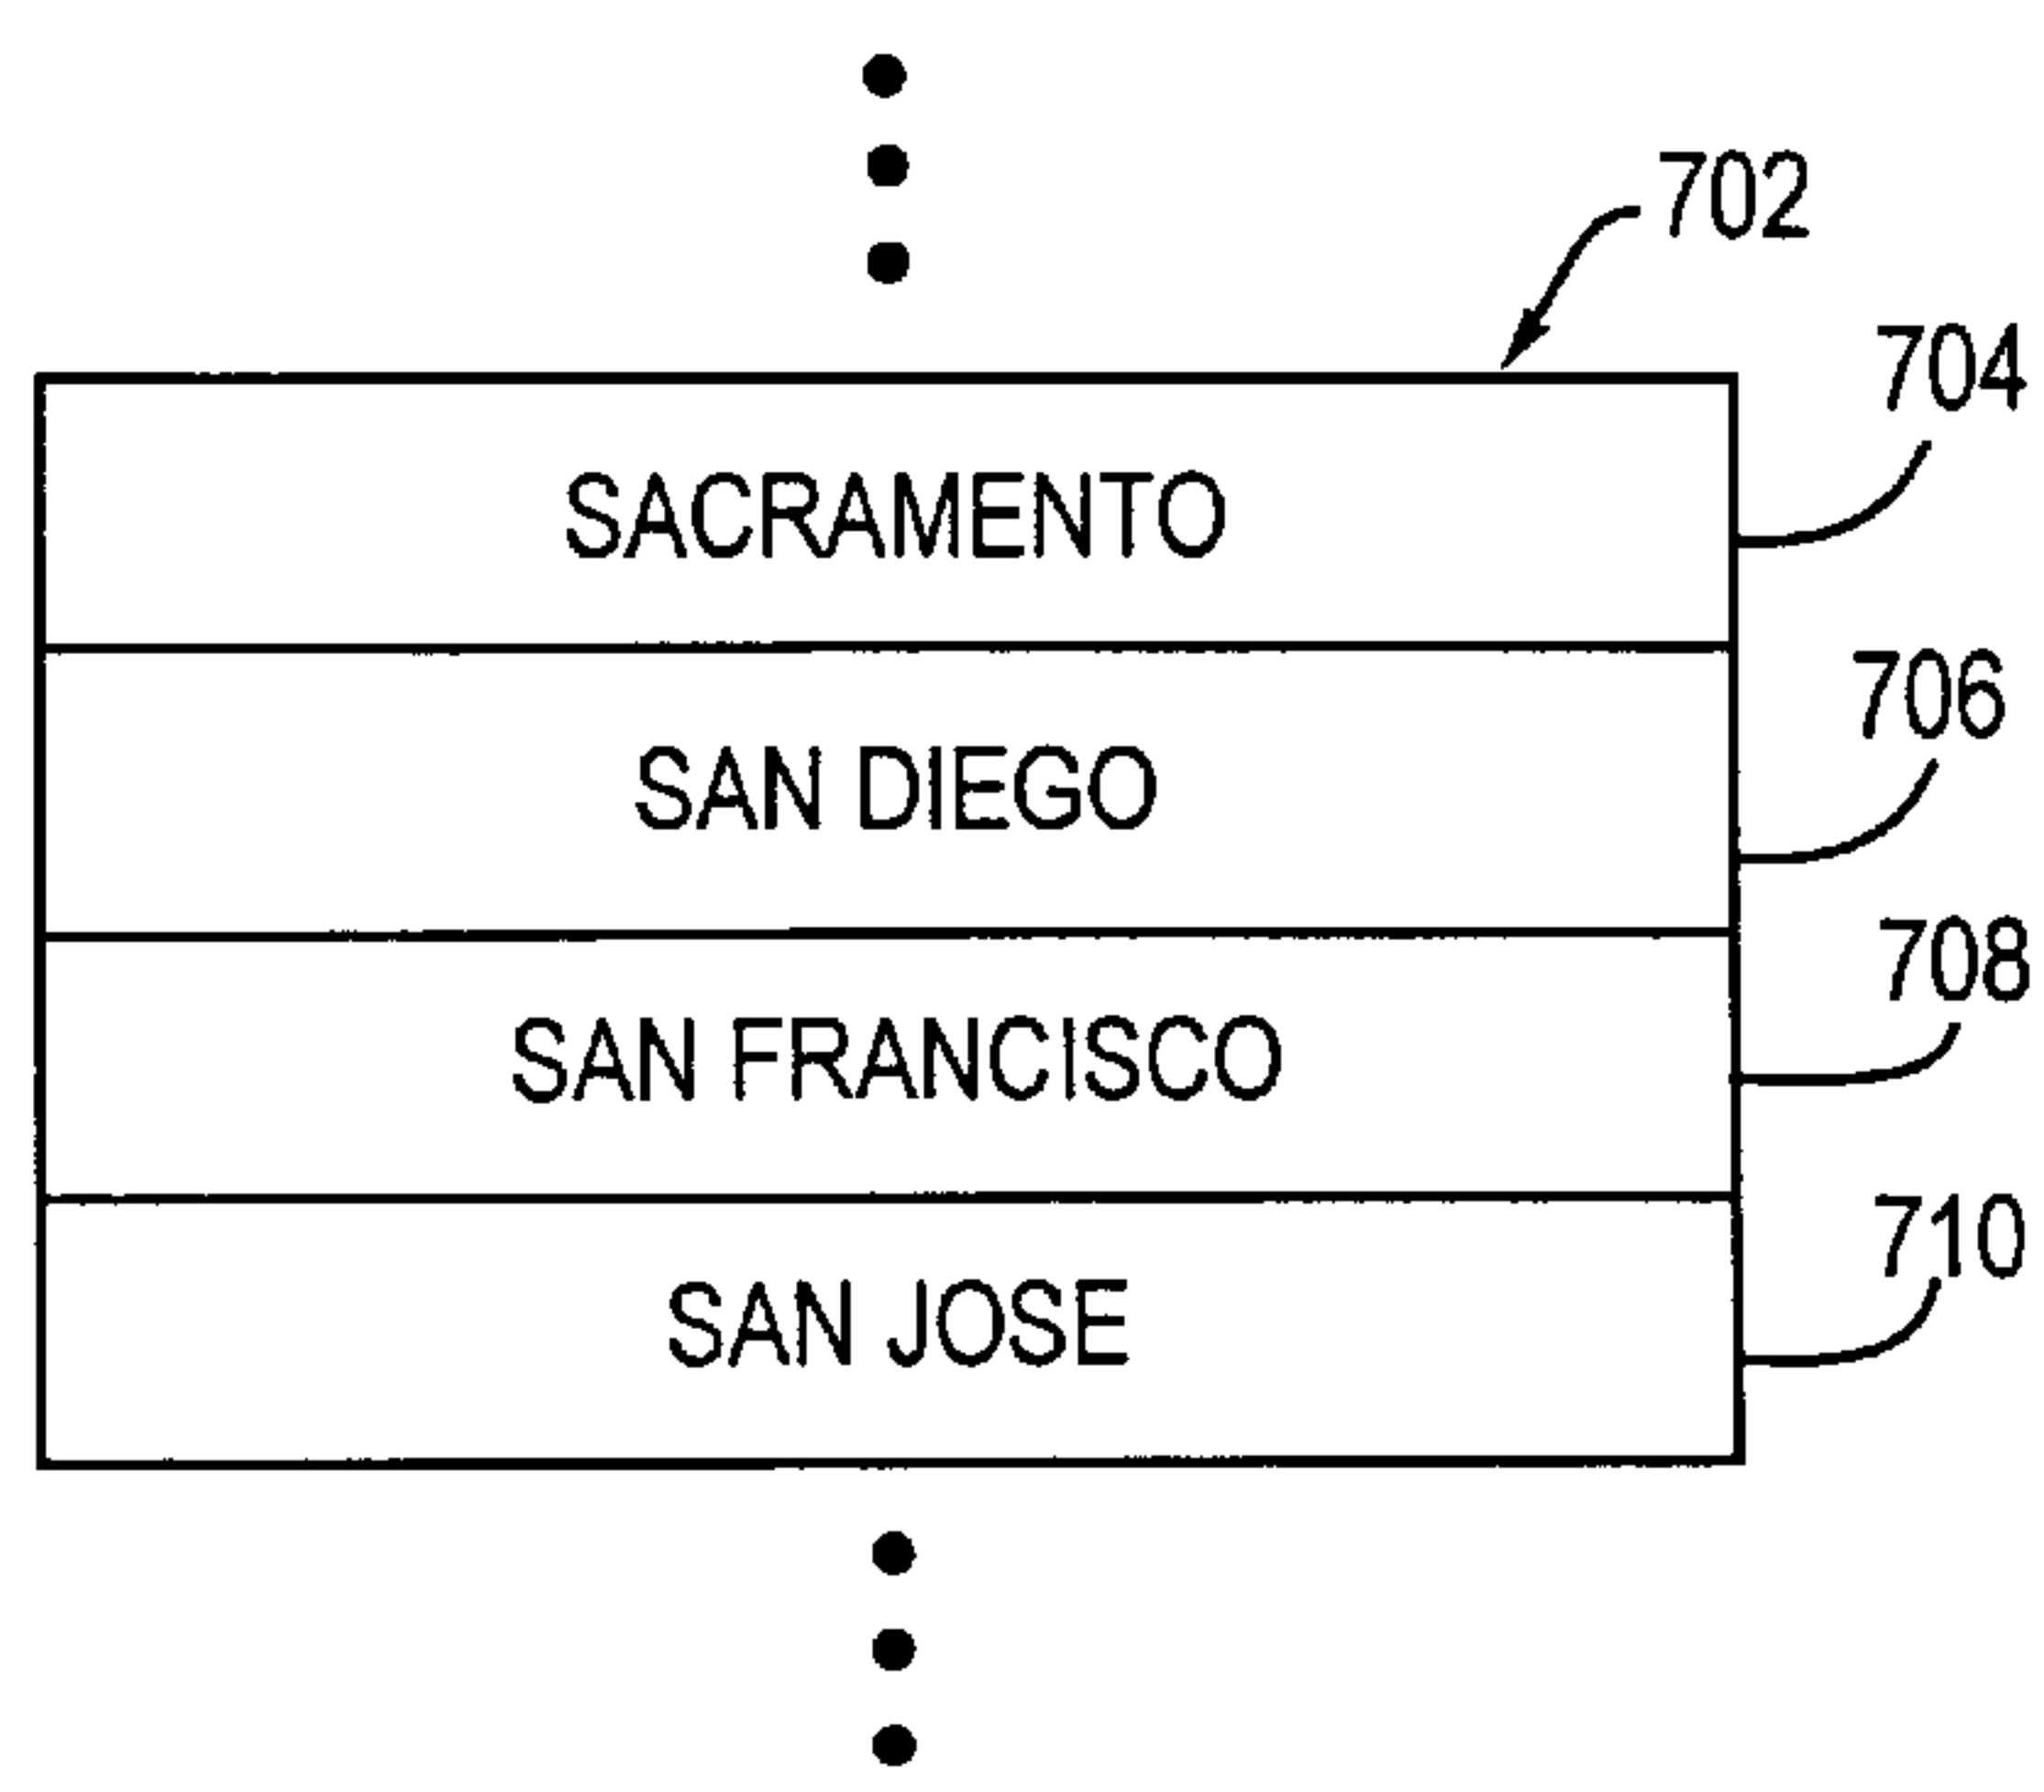 702
704
SACRAMENTO
706
SAN DIEGO
708
SAN FRANCISCO
710
SAN JOSE